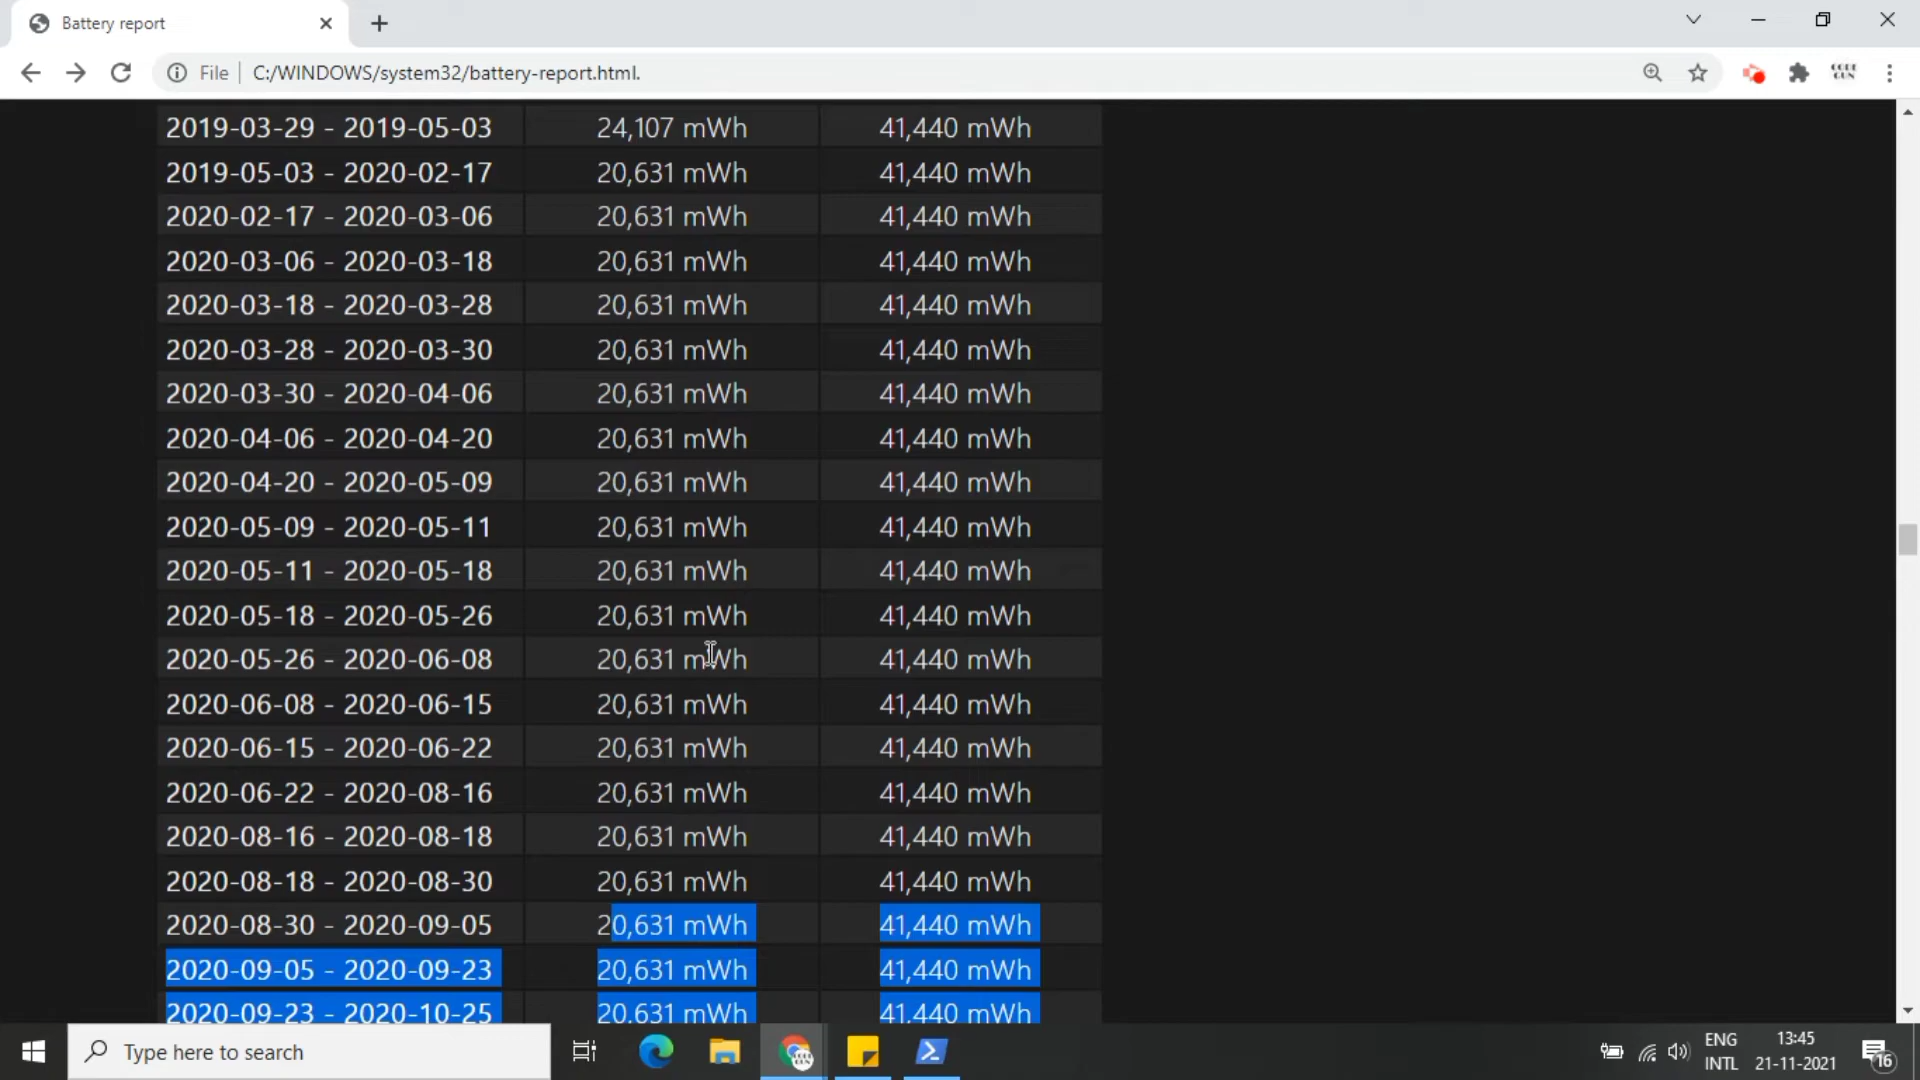 Battery report
File C:/WINDOWS/system32/battery-report.html.
CODE GUN
2019-03-29 - 2019-05-03 24,107 mWh 41,440 mWh
2019-05-03 - 2020-02-17 20,631 mWh 41,440 mWh
2020-02-17 - 2020-03-06 20,631 mWh 41,440 mWh
2020-03-06 - 2020-03-18 20,631 mWh 41,440 mWh
2020-03-18 - 2020-03-28 20,631 mWh 41,440 mWh
2020-03-28 - 2020-03-30 20,631 mWh 41,440 mWh
2020-03-30 - 2020-04-06 20,631 mWh 41,440 mWh
2020-04-06 - 2020-04-20 20,631 mWh 41,440 mWh
2020-04-20 - 2020-05-09 20,631 mWh 41,440 mWh
2020-05-09 - 2020-05-11 20,631 mWh 41,440 mWh
2020-05-11 - 2020-05-18 20,631 mWh 41,440 mWh
2020-05-18 - 2020-05-26 20,631 mWh 41,440 mWh
2020-05-26 - 2020-06-08 20,631 mWh 41,440 mWh
2020-06-08 - 2020-06-15 20,631 mWh 41,440 mWh
2020-06-15 - 2020-06-22 20,631 mWh 41,440 mWh
2020-06-22 - 2020-08-16 20,631 mWh 41,440 mWh
2020-08-16 - 2020-08-18 20,631 mWh 41,440 mWh
2020-08-18 - 2020-08-30 20,631 mWh 41,440 mWh
2020-08-30 - 2020-09-05 20,631 mWh 41,440 mWh
2020-09-05 - 2020-09-23 20,631 mWh 41,440 mWh
2020-09-23 - 2020-10-25 20,631 mWh 41,440 mWh
Type here to search
ENG 13:45
INTL 21-11-2021 16